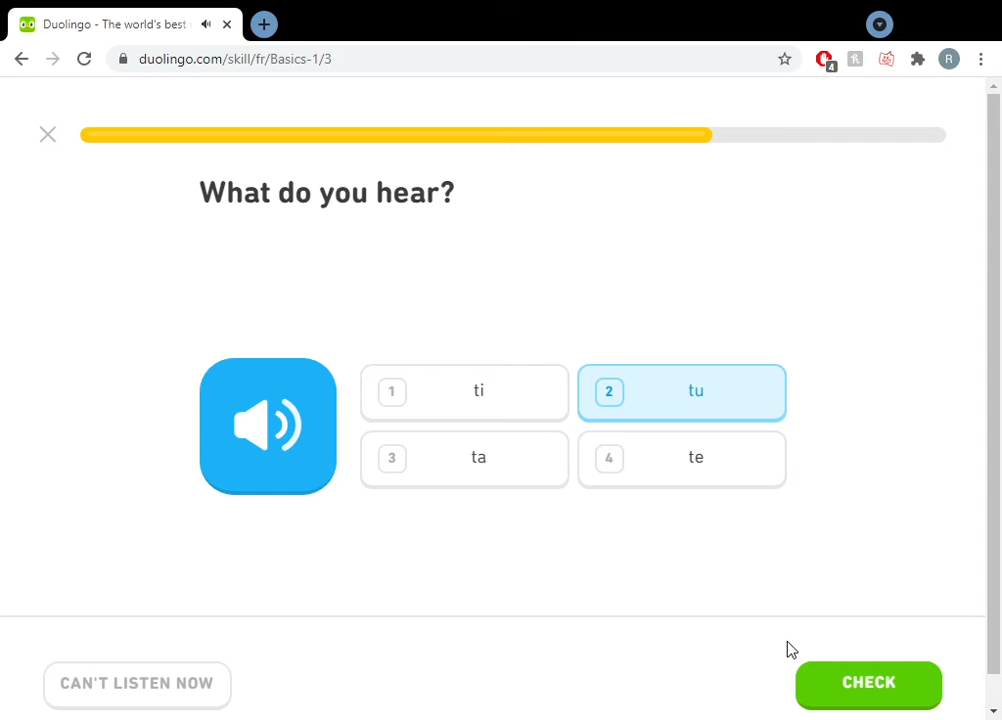 Duolingo - The world's best
duolingo.com/skill/fr/Basics-1/3
4
R
What do you hear?
1 ti
2 tu
3 ta
4 te
CAN'T LISTEN NOW
CHECK